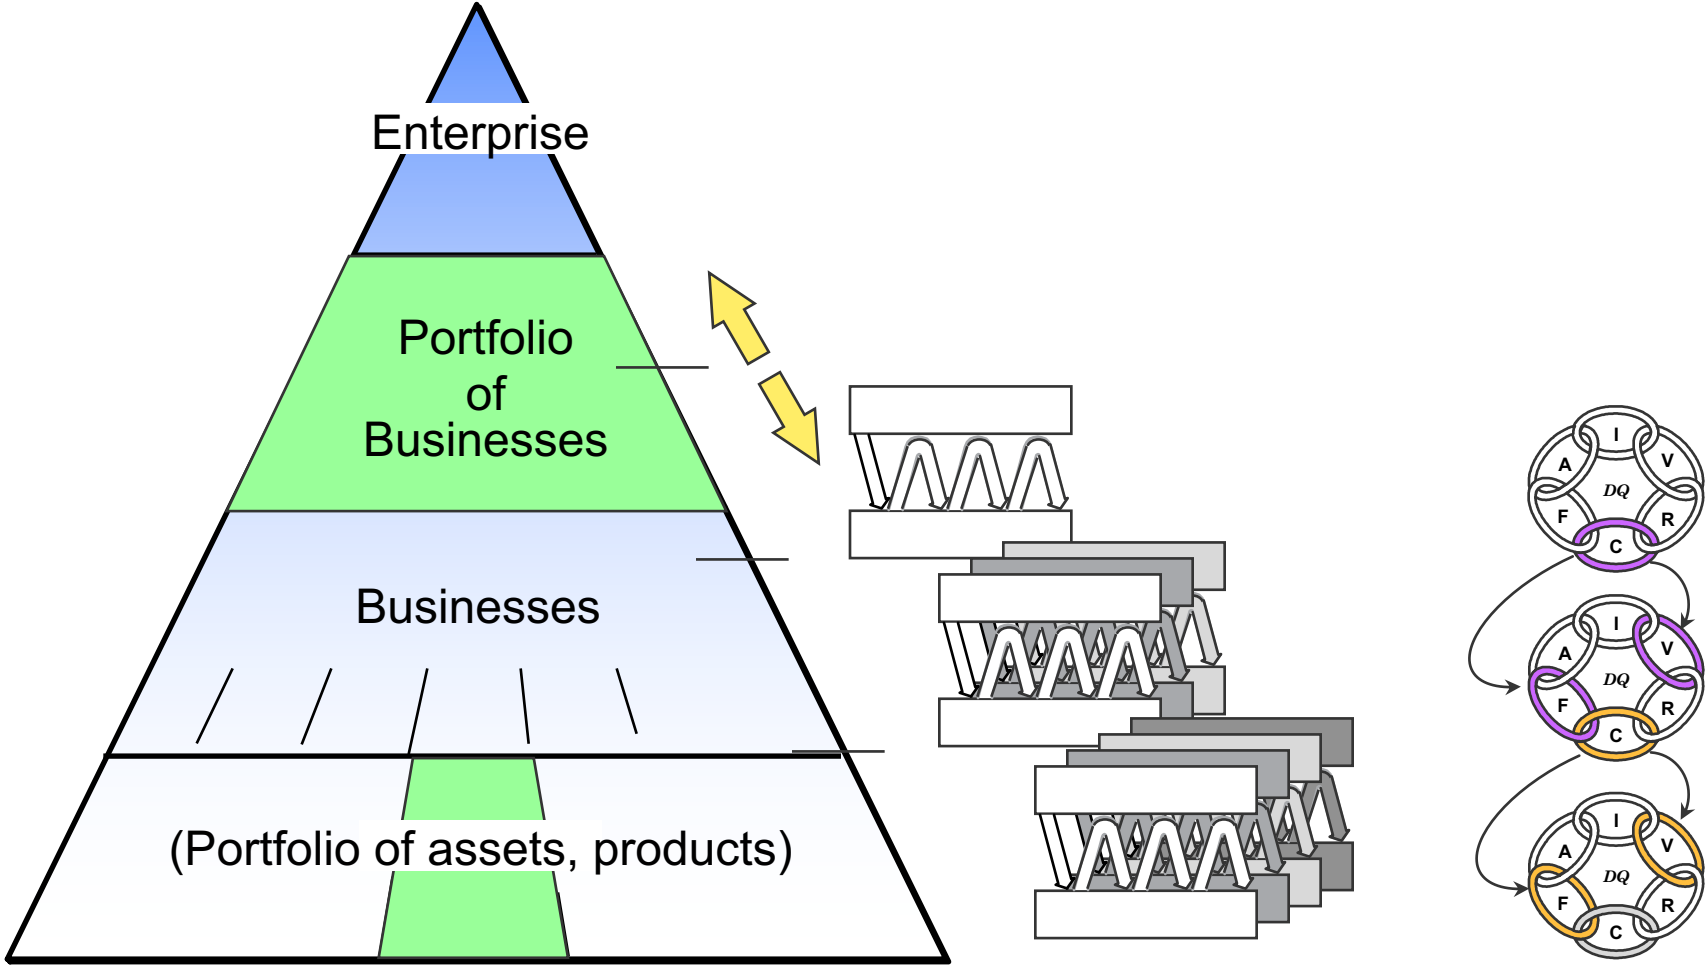 Enterprise
Portfolio
of
Businesses
Businesses
(Portfolio of assets, products)
I
A
V
DQ
F
R
C
I
A
V
DQ
F
R
C
I
A
V
DQ
F
R
C